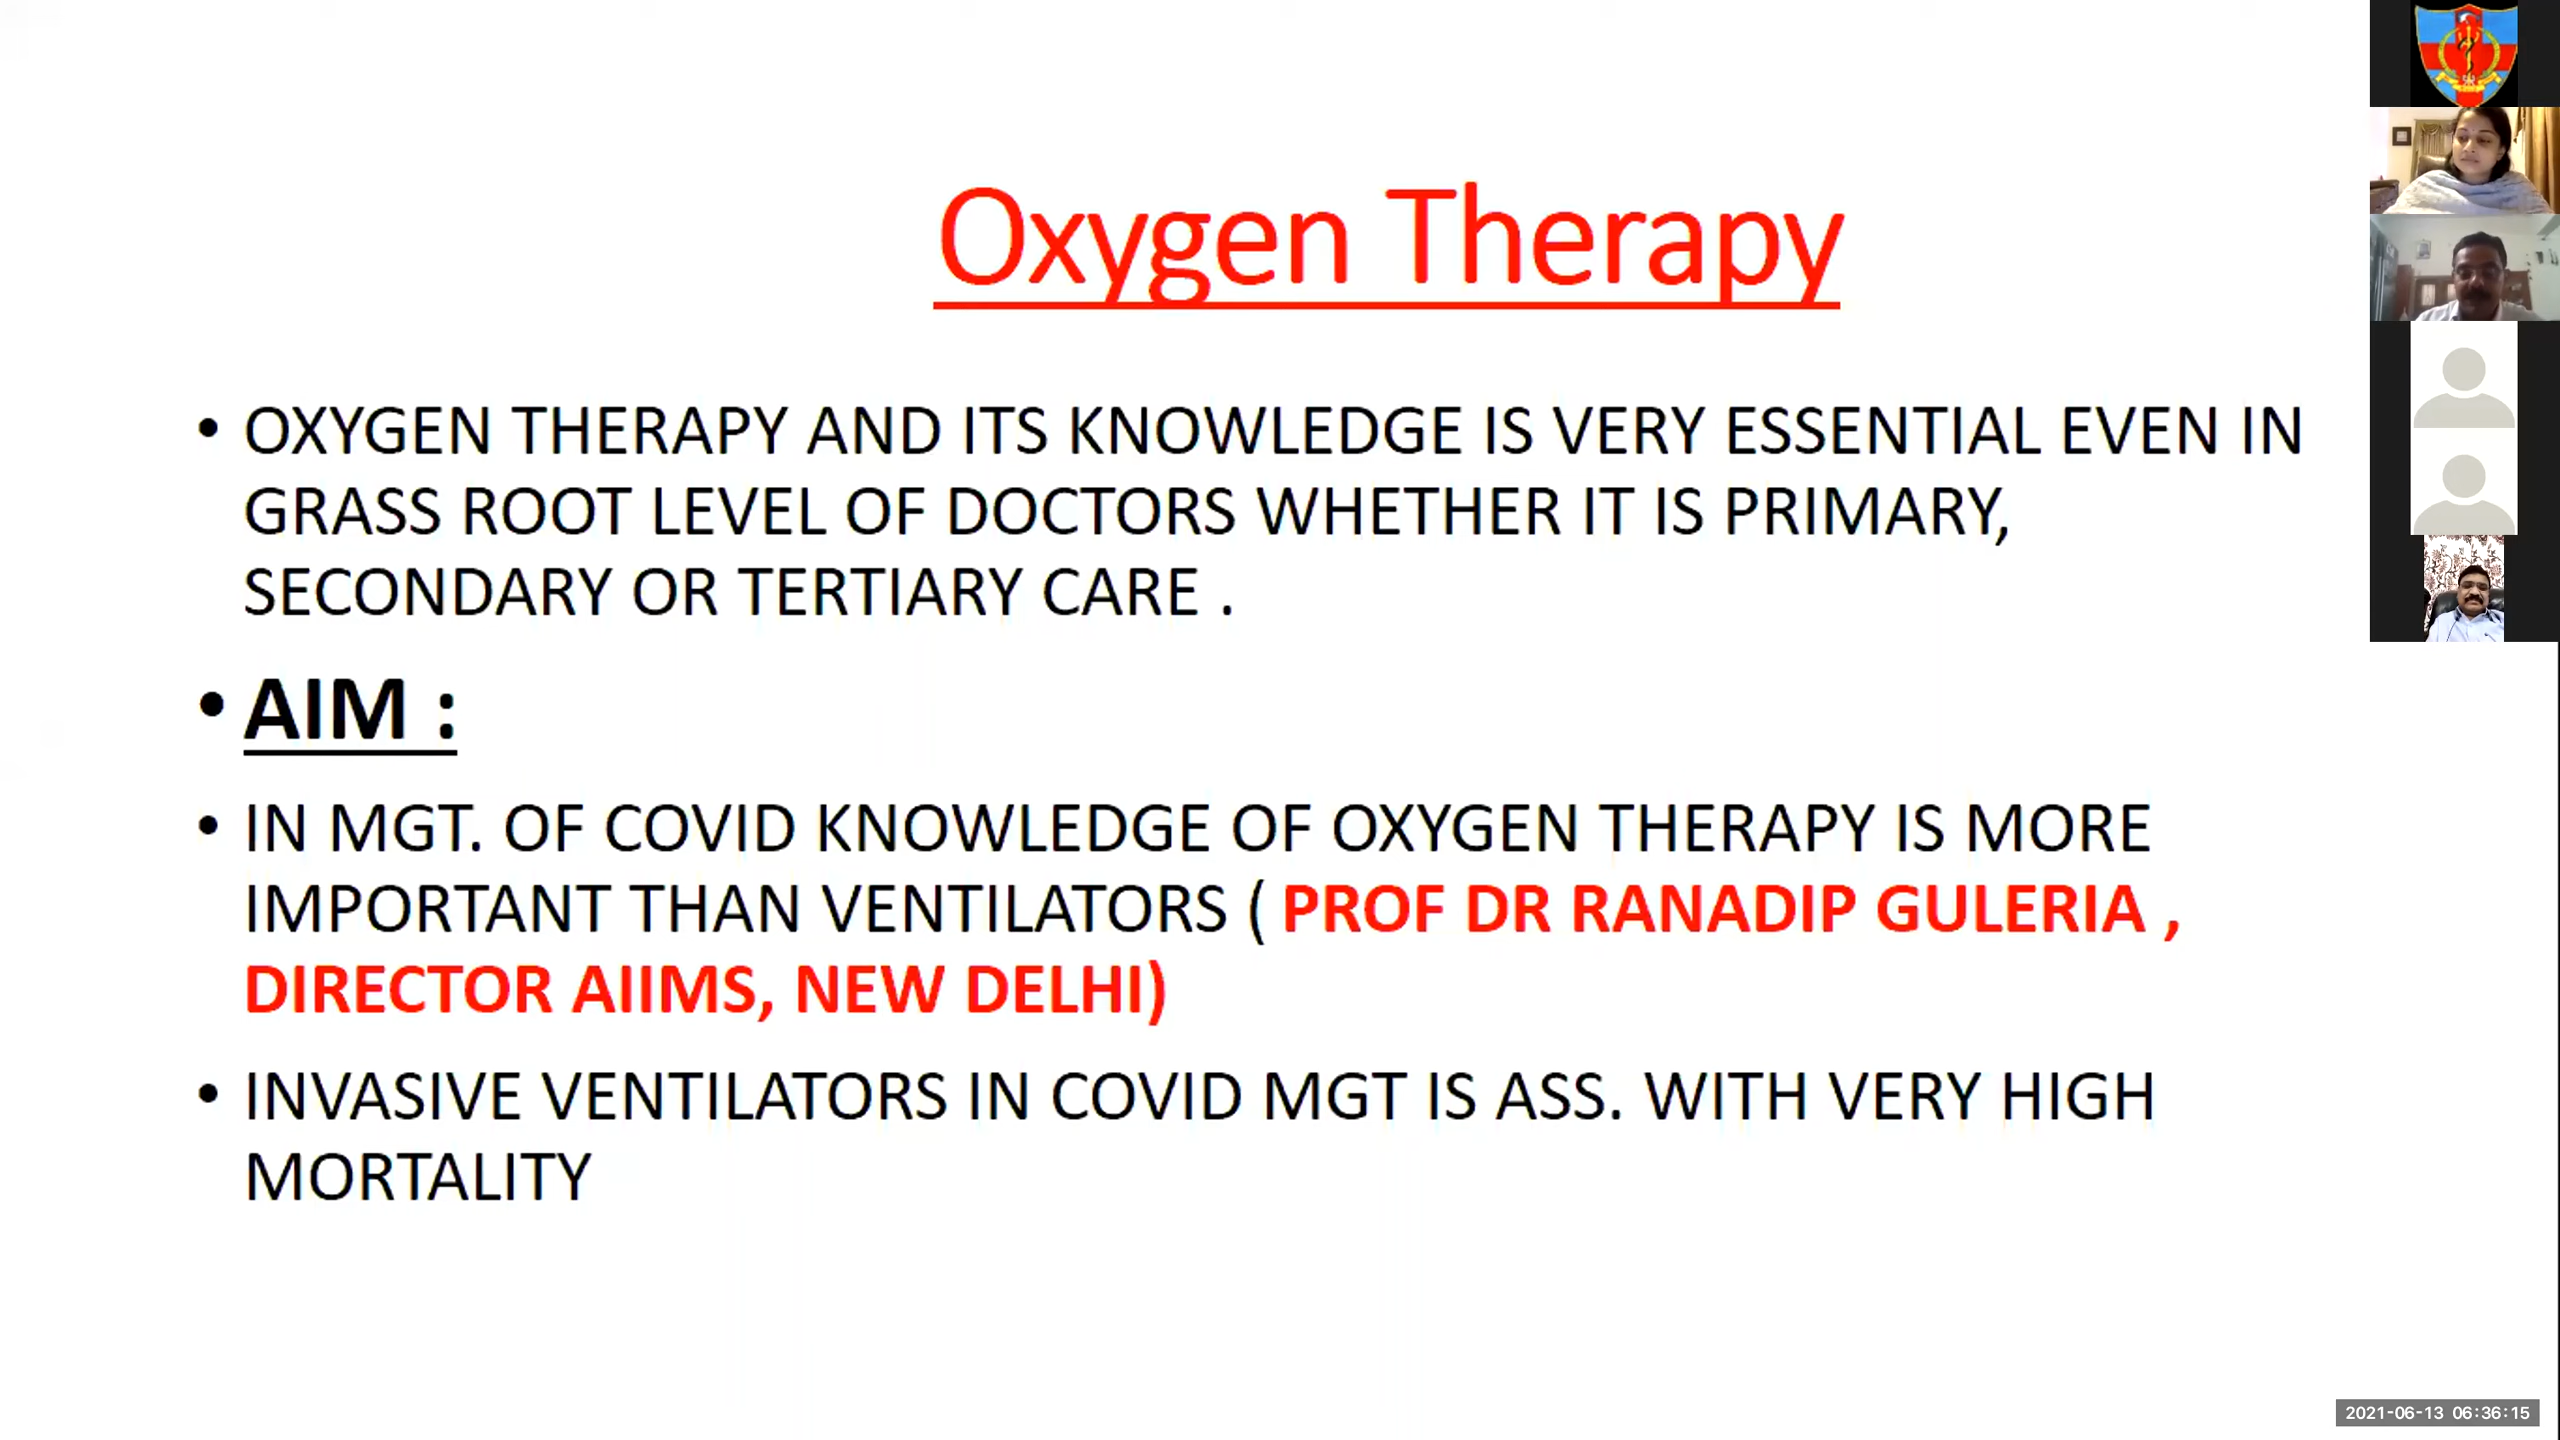 Oxygen Therapy
• OXYGEN THERAPY AND ITS KNOWLEDGE IS VERY ESSENTIAL EVEN IN
GRASS ROOT LEVEL OF DOCTORS WHETHER IT IS PRIMARY,
SECONDARY OR TERTIARY CARE .
• AIM :
• IN MGT. OF COVID KNOWLEDGE OF OXYGEN THERAPY IS MORE
IMPORTANT THAN VENTILATORS ( PROF DR RANADIP GULERIA ,
DIRECTOR AIIMS, NEW DELHI)
• INVASIVE VENTILATORS IN COVID MGT IS ASS. WITH VERY HIGH
MORTALITY
2021-06-13 06:36:15